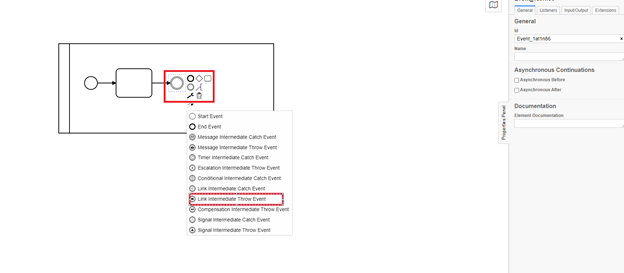 General
Listeners
Input/Output
Extensions
General
Id
Name
Asynchronous Continuations
Asynchronous Before
Asynchronous After
Documentation
Element Documentation
Properties Panel
Start Event
End Event
Message Intermediate Catch Event
Message Intermediate Throw Event
Timer Intermediate Catch Event
Escalation Intermediate Throw Event
Conditional Intermediate Catch Event
Link Intermediate Catch Event
Link Intermediate Throw Event
Compensation Intermediate Throw Event
Signal Intermediate Catch Event
Signal Intermediate Throw Event